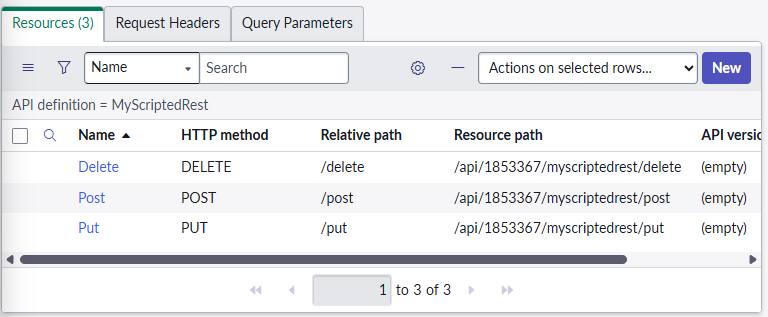 Resources (3) Request Headers Query Parameters
Name Search Actions on selected rows... New
API definition = MyScriptedRest
Name HTTP method Relative path Resource path API versio
Delete DELETE /delete /api/1853367/myscriptedrest/delete (empty)
Post POST /post /api/1853367/myscriptedrest/post (empty)
Put PUT /put /api/1853367/myscriptedrest/put (empty)
1 to 3 of 3